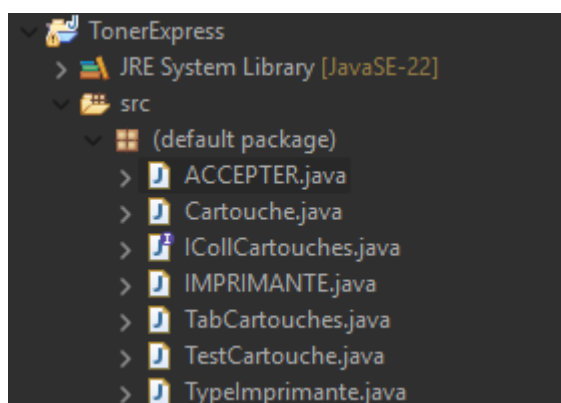 TonerExpress
JRE System Library [JavaSE-22]
src
(default package)
ACCEPTER.java
Cartouche.java
ICollCartouches.java
IMPRIMANTE.java
TabCartouches.java
TestCartouche.java
TypeImprimante.java